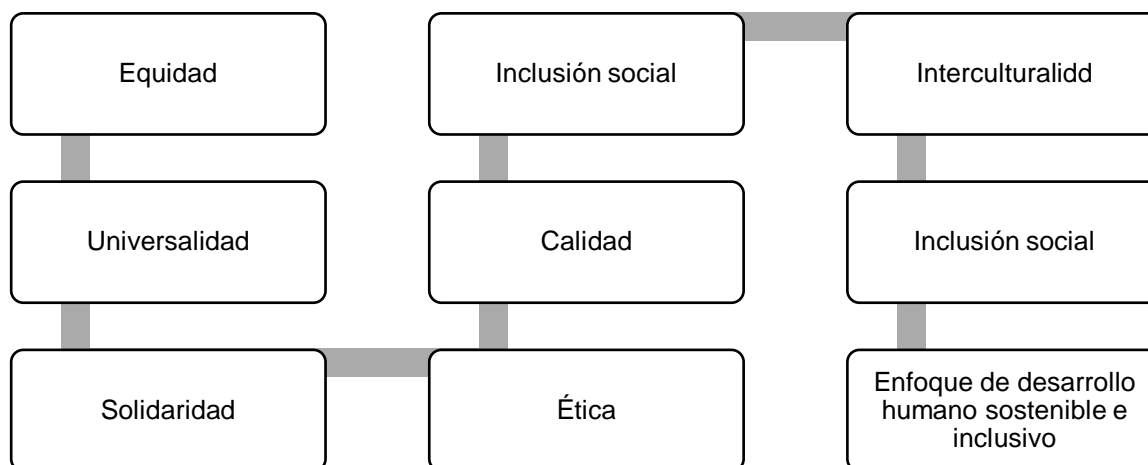 Equidad
Universalidad
Solidaridad
Ética
Calidad
Inclusión social
Interculturalidd
Inclusión social
Enfoque de desarrollo
humano sostenible e
inclusivo